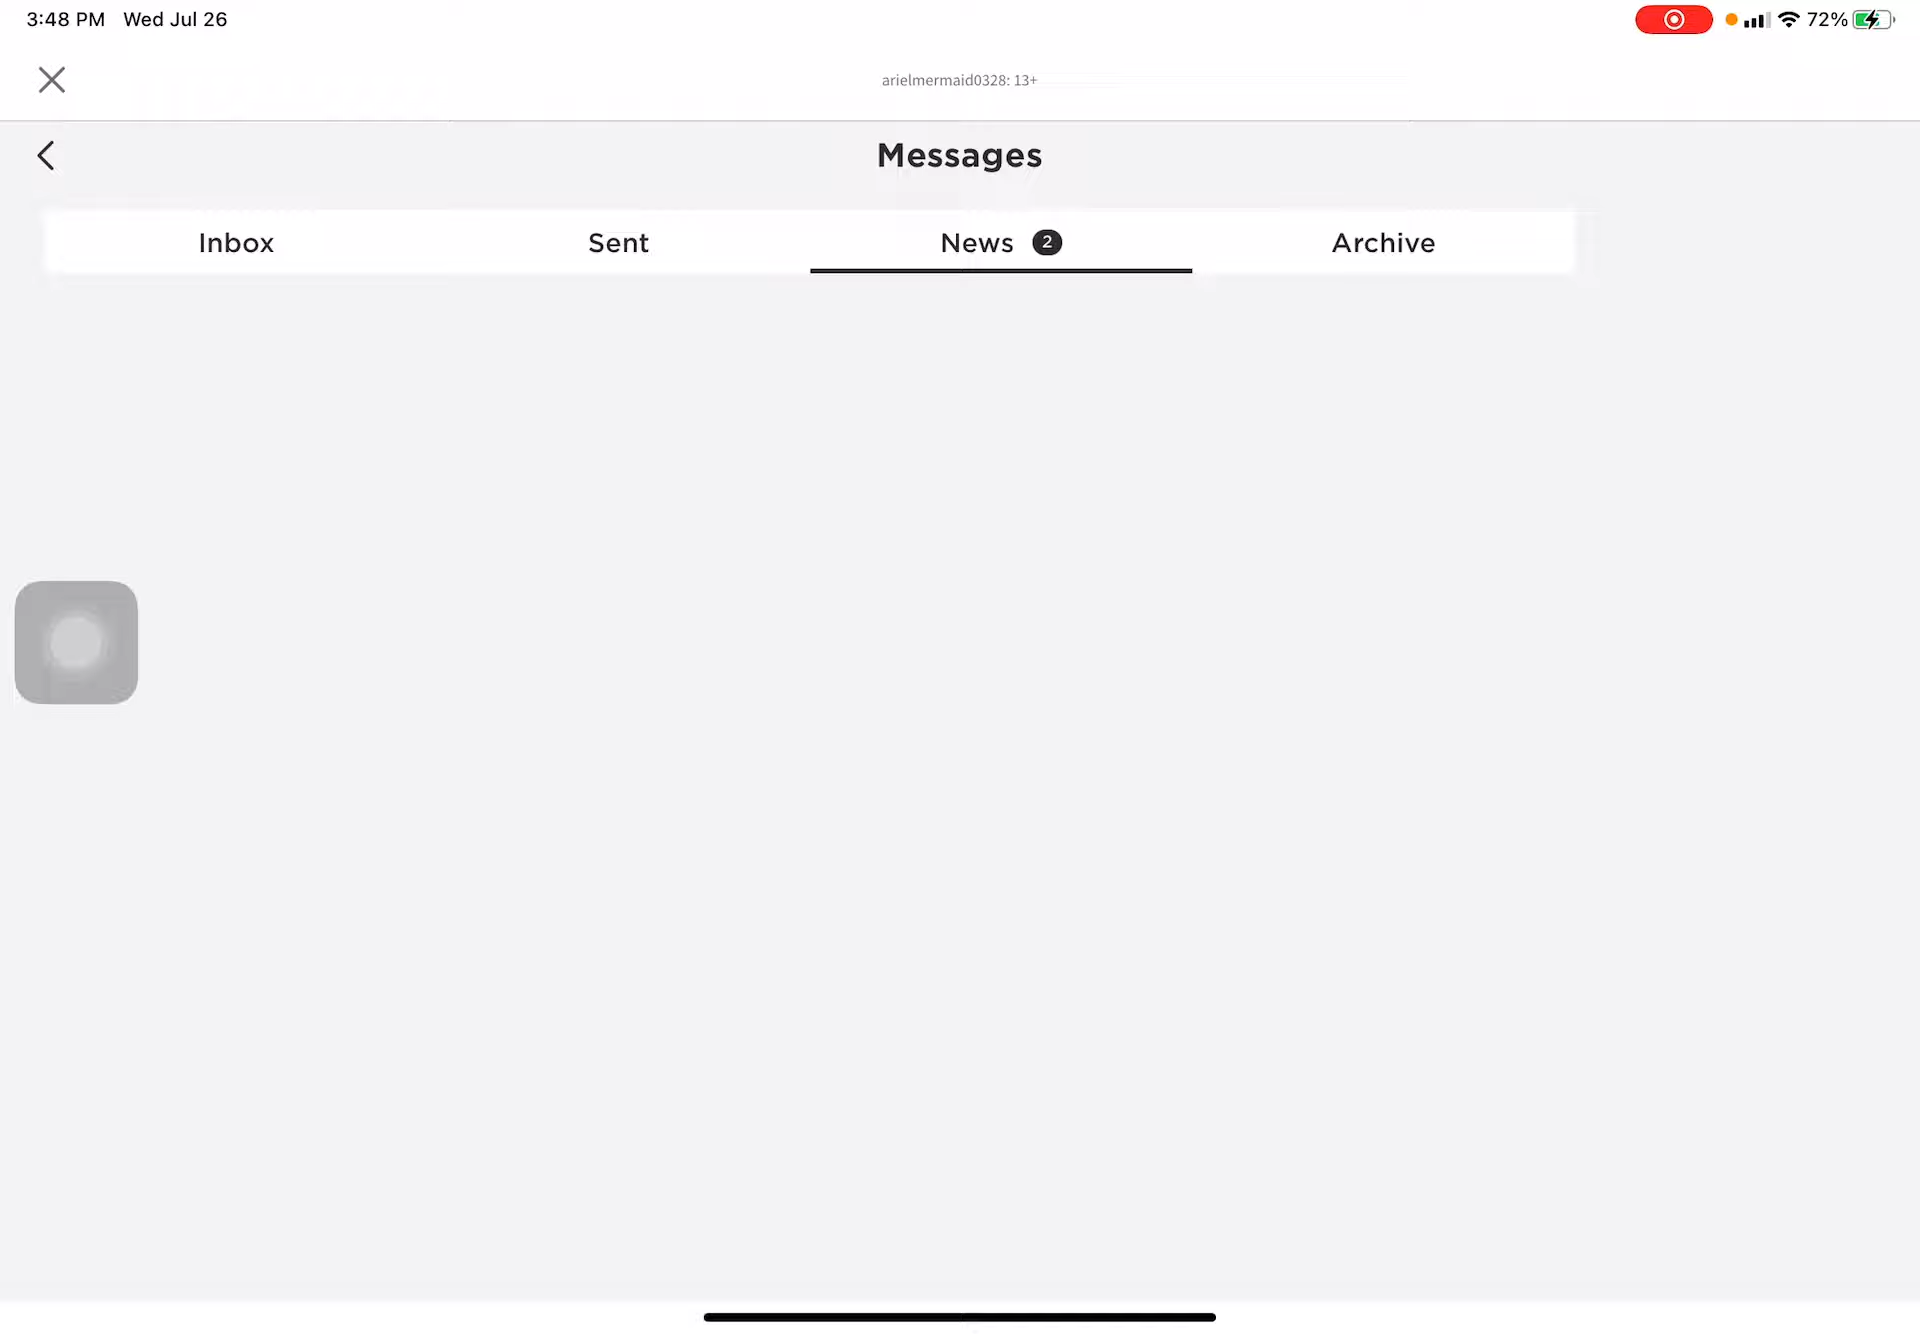 3:48 PM Wed Jul 26
72%
arielmermaid0328: 13+
Messages
Inbox Sent News 2 Archive